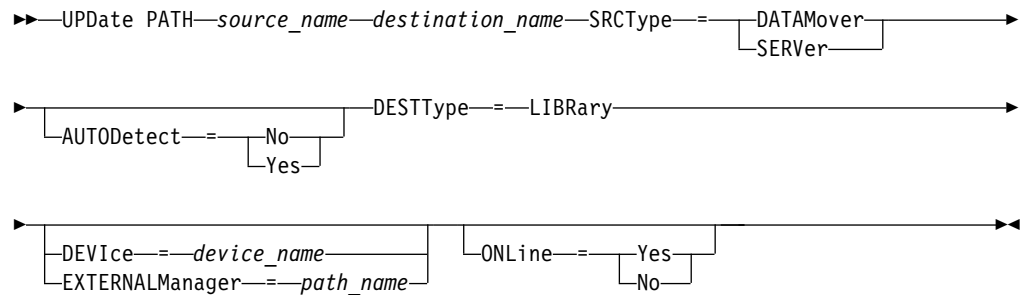 UPDate PATH source_name destination_name SRCType = DATAMover
SERVer
DESTType = LIBRary
AUTODetect = No
Yes
DEVIce = device_name ONLine = Yes
EXTERNALManager = path_name No